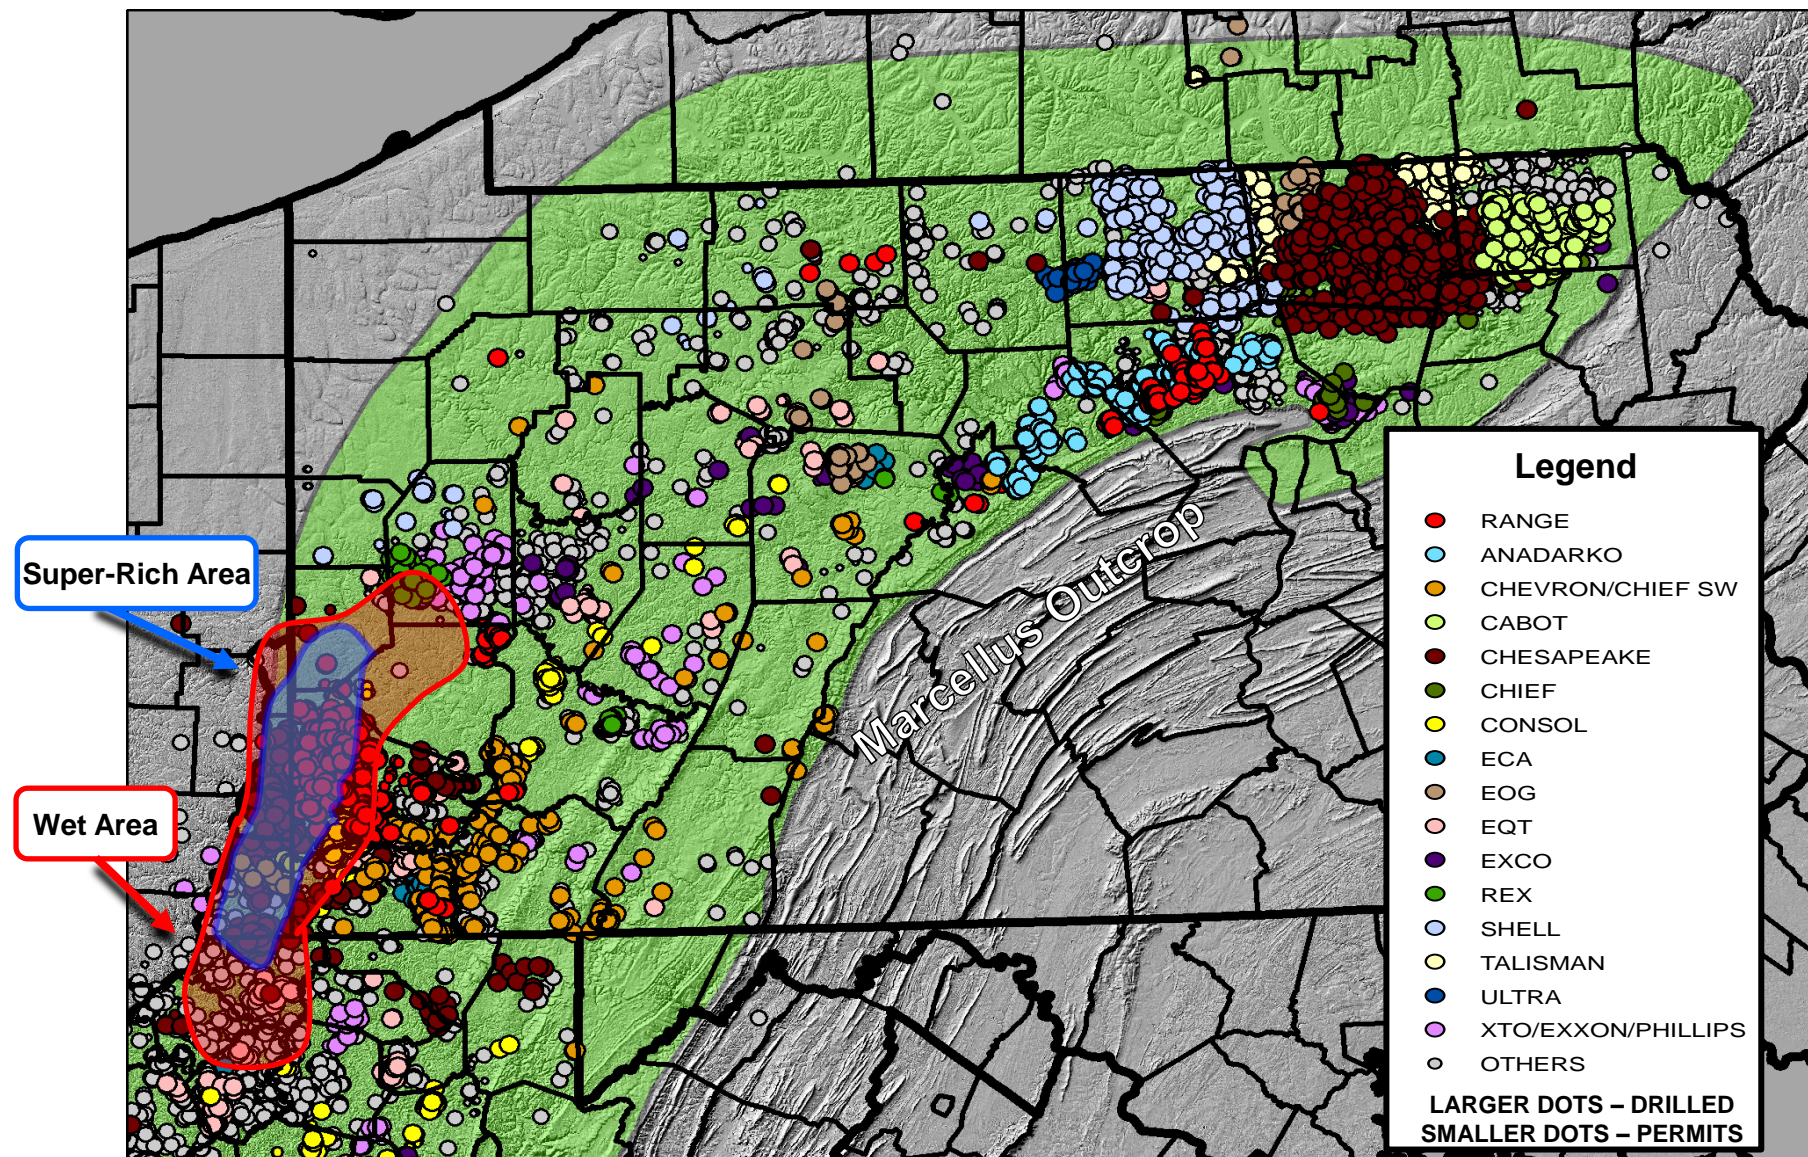 Super-Rich Area
Wet Area
Marcellus Outcrop
Legend
RANGE
ANADARKO
CHEVRON/CHIEF SW
CABOT
CHESAPEAKE
CHIEF
CONSOL
ECA
EOG
EQT
EXCO
REX
SHELL
TALISMAN
ULTRA
XTO/EXXON/PHILLIPS
OTHERS
LARGER DOTS – DRILLED
SMALLER DOTS – PERMITS